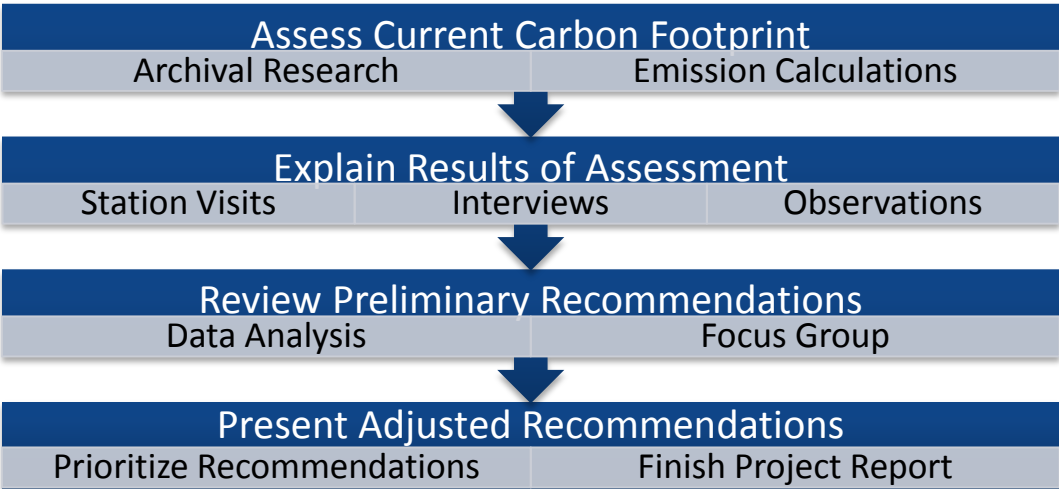 Assess Current Carbon Footprint
Archival Research Emission Calculations
Explain Results of Assessment
Station Visits Interviews Observations
Review Preliminary Recommendations
Data Analysis Focus Group
Present Adjusted Recommendations
Prioritize Recommendations Finish Project Report